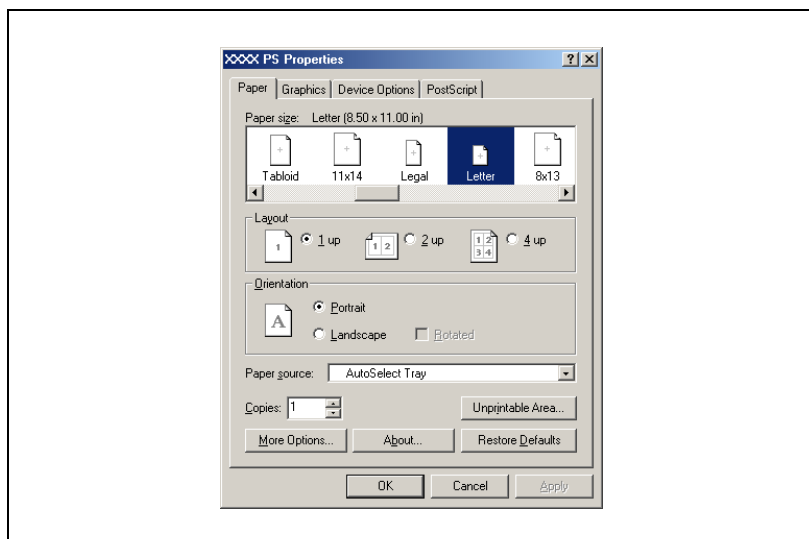 XXXX PS Properties
Paper Graphics Device Options PostScript
Paper size: Letter (8.50 x 11.00 in)
Tabloid 11x14 Legal Letter 8x13
Layout
1 1 up 1 2 2 up 1 2 3 4 4 up
Orientation
A Portrait
Landscape Rotated
Paper source: AutoSelect Tray
Copies: 1 Unprintable Area...
More Options... About... Restore Defaults
OK Cancel Apply